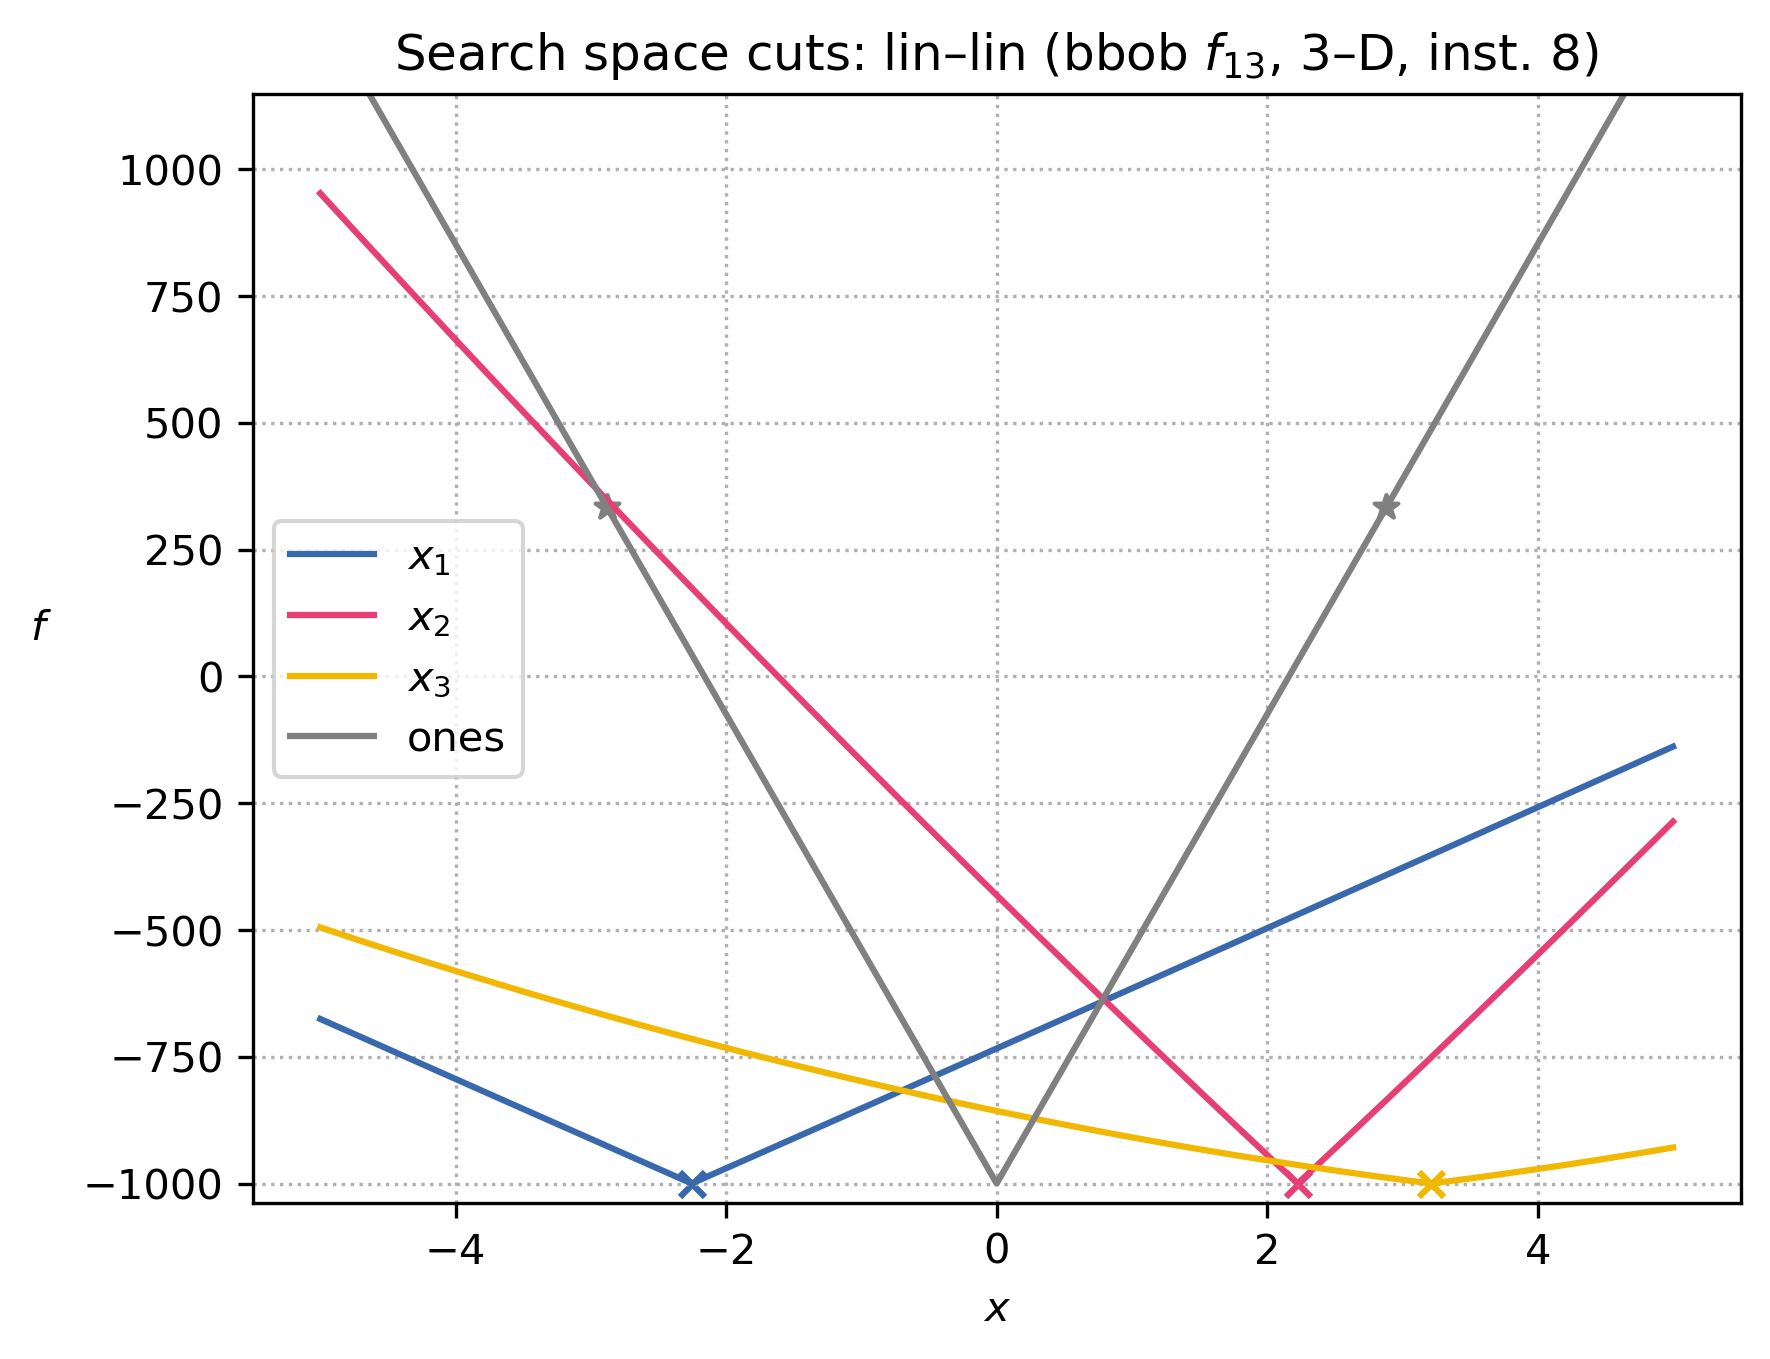 Search space cuts: lin–lin (bbob f₁₃, 3–D, inst. 8)
1000
750
500
250
0
−250
−500
−750
−1000
f
x₁
x₂
x₃
ones
−4 −2 0 2 4
x